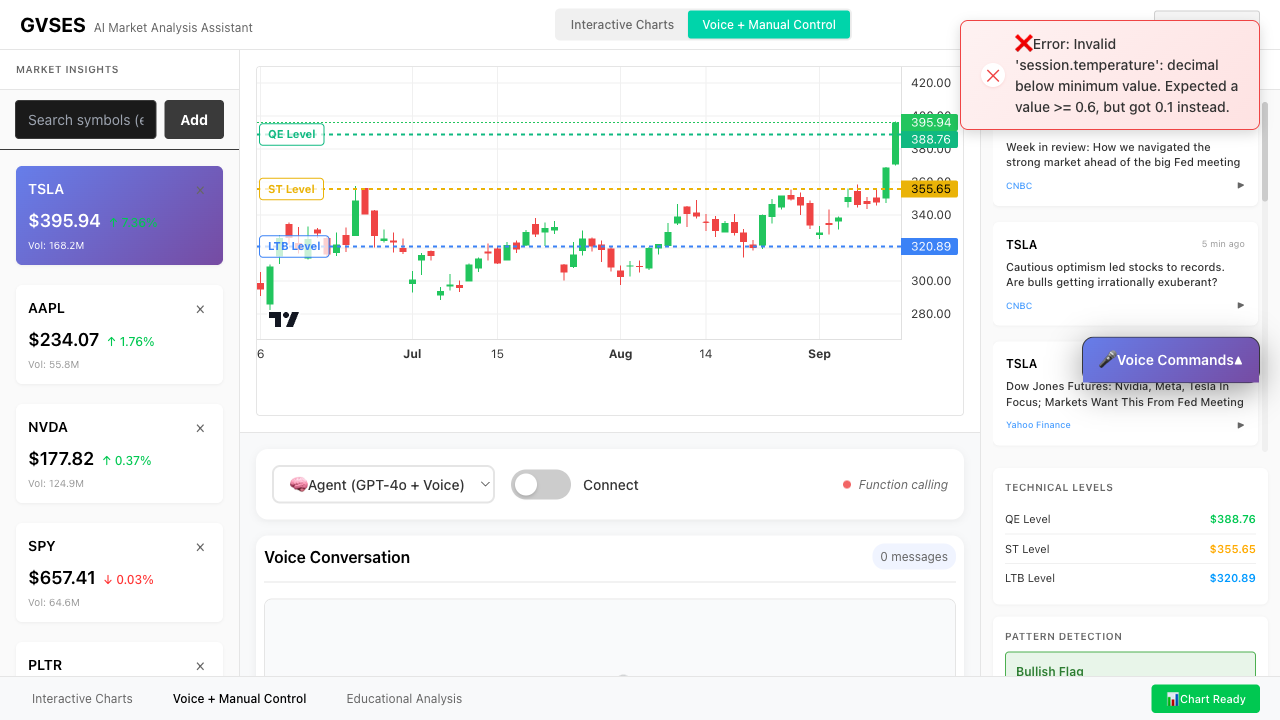 GVSES AI Market Analysis Assistant
Interactive Charts
Voice + Manual Control
❌Error: Invalid
'session.temperature': decimal
below minimum value. Expected a
value >= 0.6, but got 0.1 instead.
MARKET INSIGHTS
Search symbols (e
Add
TSLA
$395.94 ↑ 7.36%
Vol: 168.2M
AAPL ×
$234.07 ↑ 1.76%
Vol: 55.8M
NVDA ×
$177.82 ↑ 0.37%
Vol: 124.9M
SPY ×
$657.41 ↓ 0.03%
Vol: 64.6M
PLTR ×
420.00
395.94
388.76
380.00
355.65
340.00
320.89
300.00
280.00
QE Level
ST Level
LTB Level
6 Jul 15 Aug 14 Sep
🧠Agent (GPT-4o + Voice)
Connect
Function calling
Voice Conversation
0 messages
Week in review: How we navigated the
strong market ahead of the big Fed meeting
CNBC ▶
TSLA 5 min ago
Cautious optimism led stocks to records.
Are bulls getting irrationally exuberant?
CNBC ▶
TSLA
🎤Voice Commands▲
Dow Jones Futures: Nvidia, Meta, Tesla In
Focus; Markets Want This From Fed Meeting
Yahoo Finance ▶
TECHNICAL LEVELS
QE Level $388.76
ST Level $355.65
LTB Level $320.89
PATTERN DETECTION
Bullish Flag
Interactive Charts
Voice + Manual Control
Educational Analysis
📊Chart Ready